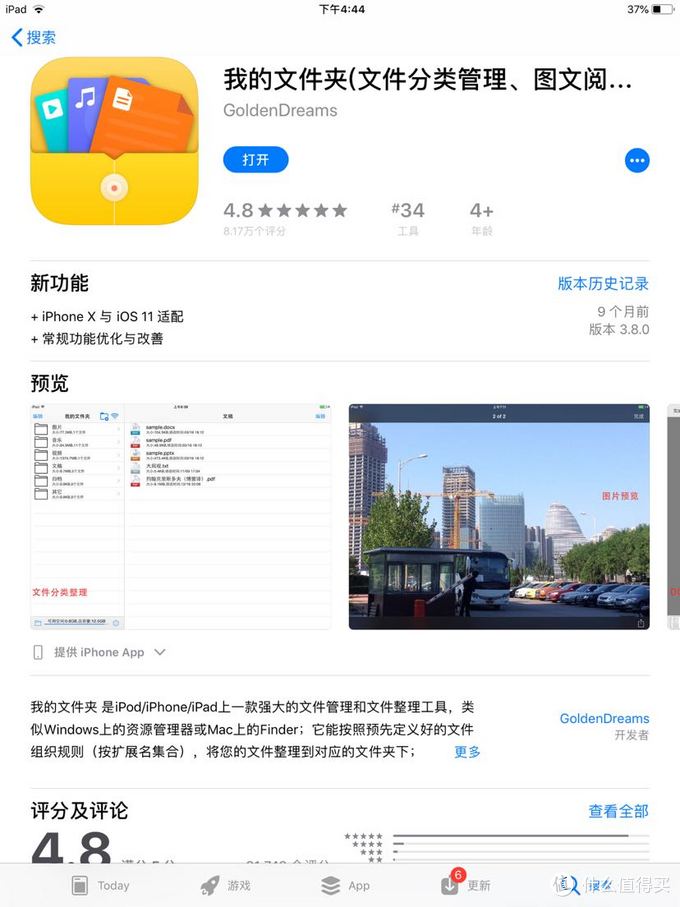 iPad
下午4:44
37%
搜索
我的文件夹(文件分类管理、图文阅...
GoldenDreams
打开
4.8
#34
4+
8.17万个评分
工具
年龄
新功能
版本历史记录
+ iPhone X 与 iOS 11 适配
9 个月前
+ 常规功能优化与改善
版本 3.8.0
预览
我的文件夹
文稿
编辑
图片
音乐
视频
文稿
归档
其它
sample.docx
sample.pdf
sample.pptx
文件分类整理
2 of 2
完成
图片预览
提供 iPhone App
我的文件夹 是iPod/iPhone/iPad上一款强大的文件管理和文件整理工具，类
似Windows上的资源管理器或Mac上的Finder；它能按照预先定义好的文件
组织规则（按扩展名集合），将您的文件整理到对应的文件夹下；
更多
GoldenDreams
开发者
评分及评论
查看全部
4.8
Today
游戏
App
6
更新
搜索
什么值得买